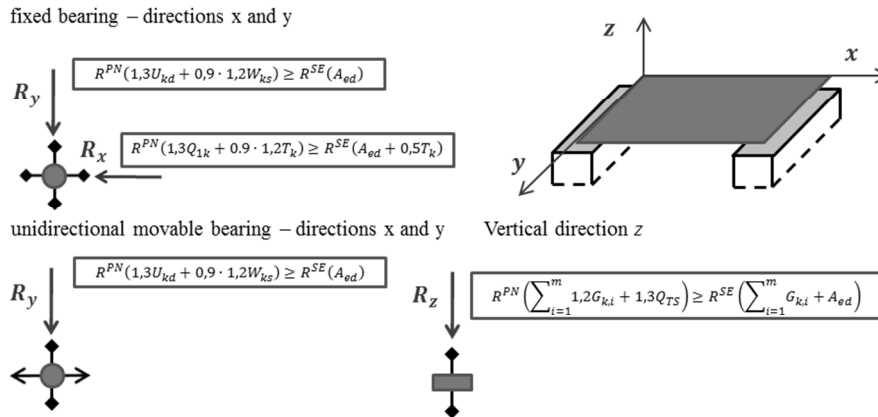 fixed bearing – directions x and y
R^{PN}(1,3U_{kd} + 0,9 · 1,2W_{ks}) ≥ R^{SE}(A_{ed})
R_y
R_x
R^{PN}(1,3Q_{1k} + 0.9 · 1,2T_k) ≥ R^{SE}(A_{ed} + 0,5T_k)
z
x
y
unidirectional movable bearing – directions x and y
R^{PN}(1,3U_{kd} + 0,9 · 1,2W_{ks}) ≥ R^{SE}(A_{ed})
R_y
Vertical direction z
R_z
R^{PN}(∑_{i=1}^{m} 1,2G_{k,i} + 1,3Q_{TS}) ≥ R^{SE}(∑_{i=1}^{m} G_{k,i} + A_{ed})